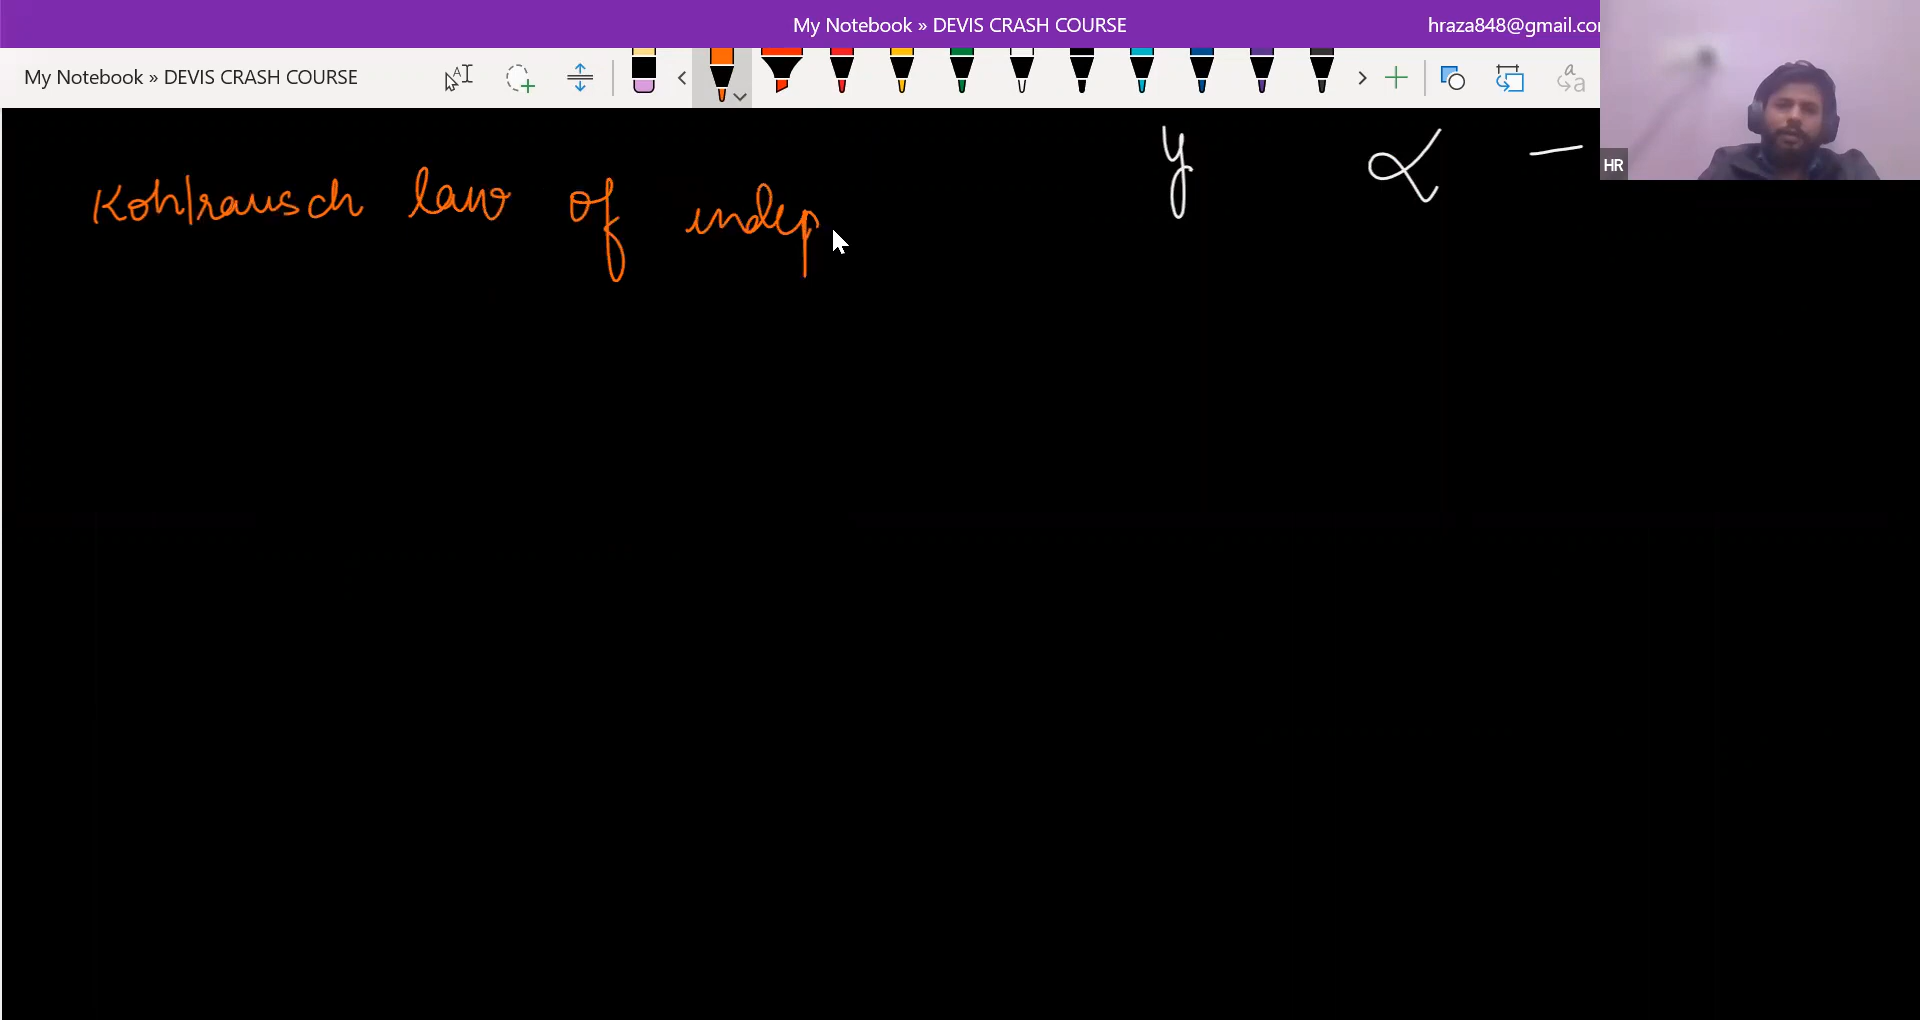 My Notebook » DEVIS CRASH COURSE
hraza848@gmail.co
My Notebook » DEVIS CRASH COURSE
HR
y α —
Kohlrausch law of indep